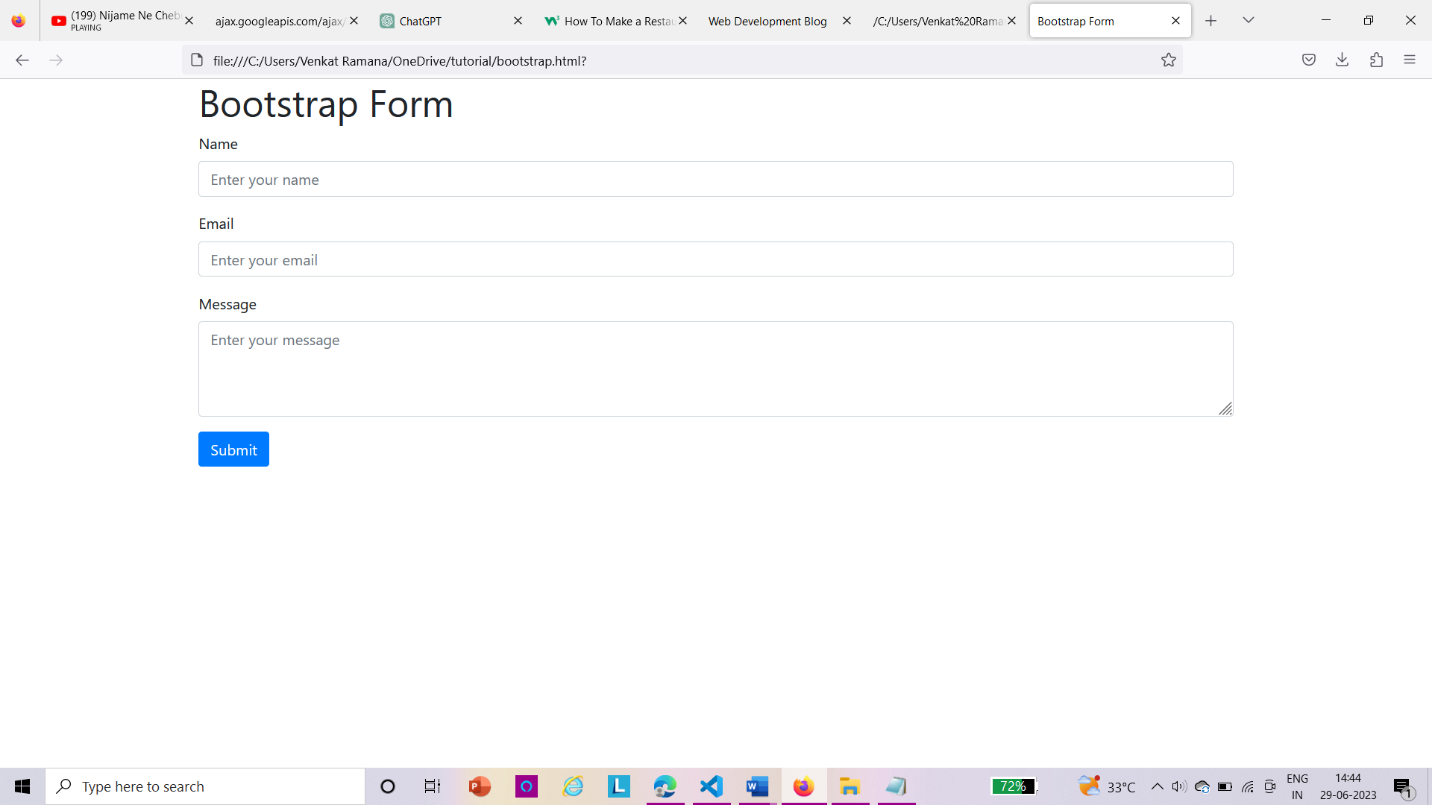 (199) Nijame Ne Cheb
PLAYING
ajax.googleapis.com/ajax/
ChatGPT
How To Make a Restau
Web Development Blog
/C:/Users/Venkat%20Rama
Bootstrap Form
file:///C:/Users/Venkat Ramana/OneDrive/tutorial/bootstrap.html?
Bootstrap Form
Name
Enter your name
Email
Enter your email
Message
Enter your message
Submit
Type here to search
72%
33°C
ENG
IN
14:44
29-06-2023
1